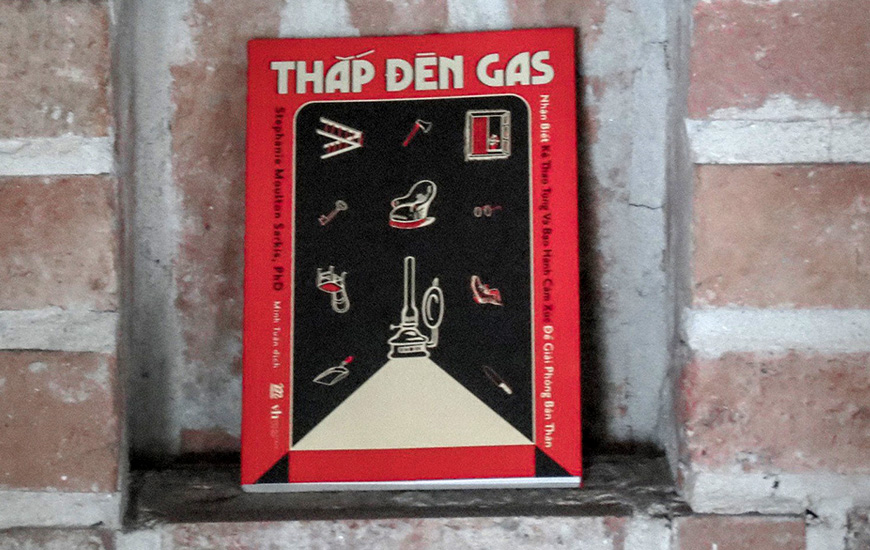 THẮP ĐÈN GAS
Stephanie Moulton Sarkis, PhD
Minh Tuấn dịch
Nhận Biết Kẻ Thao Túng Và Bạo Hành Cảm Xúc Để Giải Phóng Bản Thân